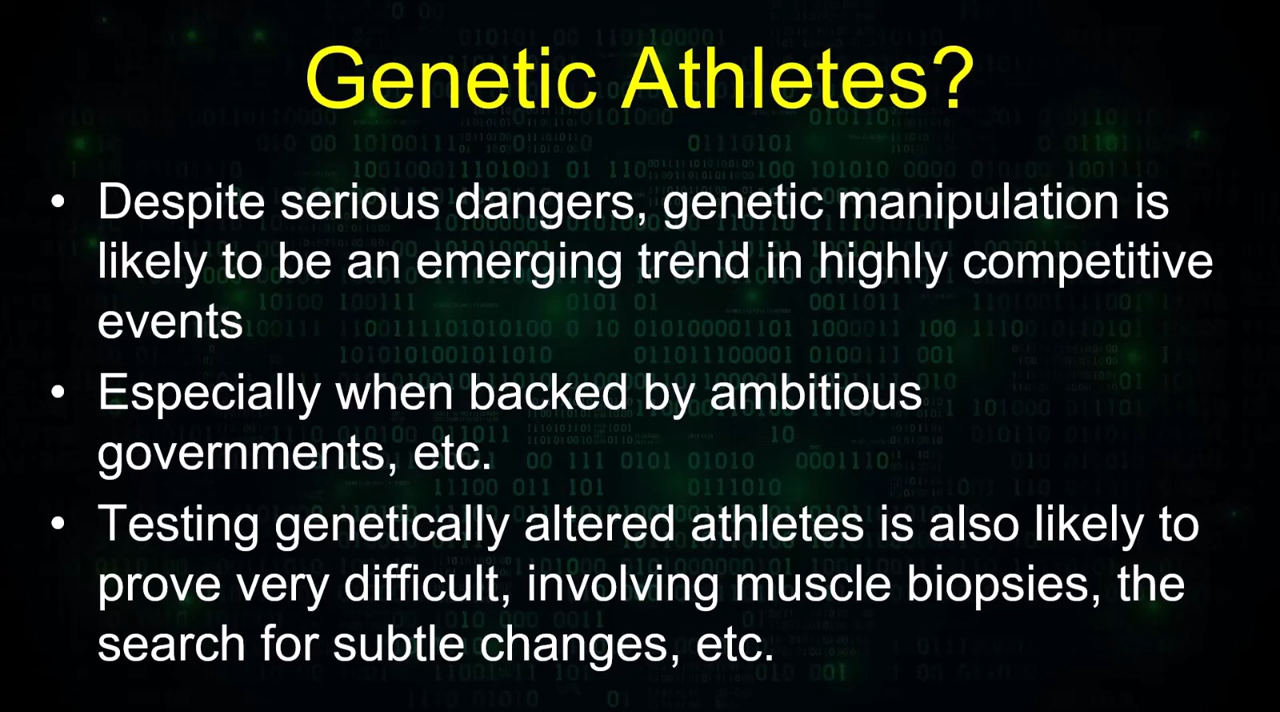 Genetic Athletes?
• Despite serious dangers, genetic manipulation is
likely to be an emerging trend in highly competitive
events
• Especially when backed by ambitious
governments, etc.
• Testing genetically altered athletes is also likely to
prove very difficult, involving muscle biopsies, the
search for subtle changes, etc.